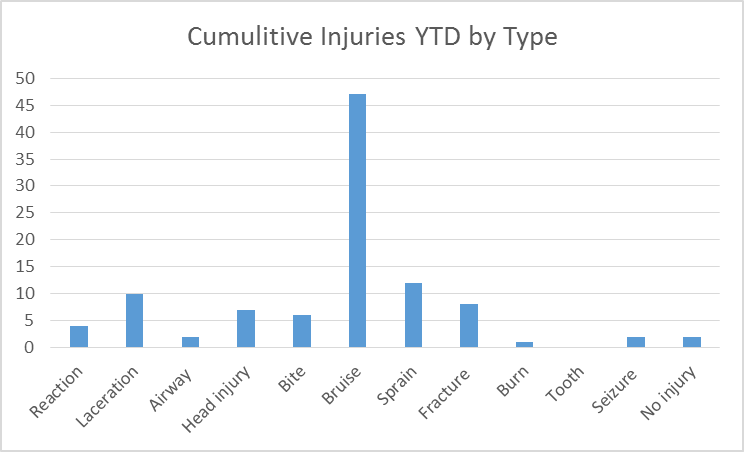 Cumulitive Injuries YTD by Type
50
45
40
35
30
25
20
15
10
5
0
Reaction
Laceration
Airway
Head injury
Bite
Bruise
Sprain
Fracture
Burn
Tooth
Seizure
No injury